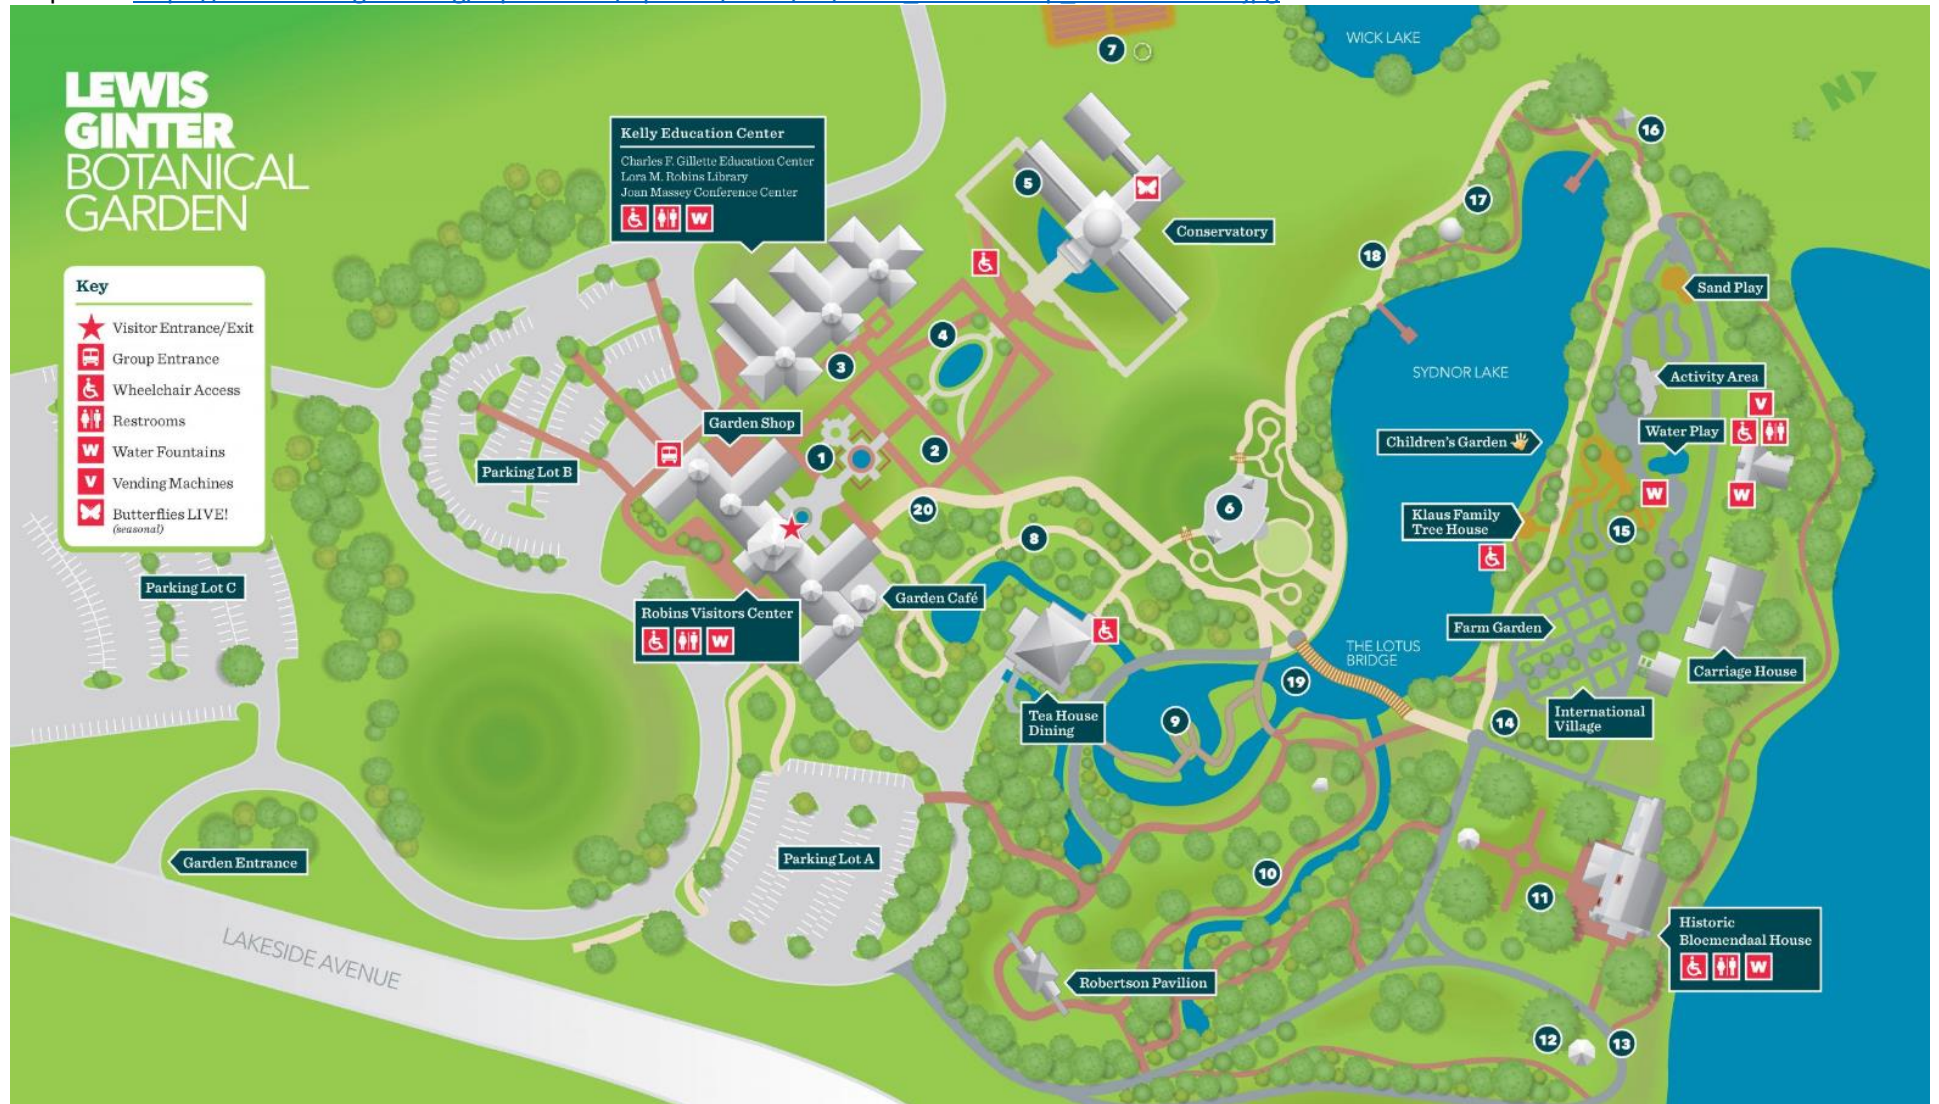 LEWIS
GINTER
BOTANICAL
GARDEN
Key
Visitor Entrance/Exit
Group Entrance
Wheelchair Access
Restrooms
W Water Fountains
V Vending Machines
Butterflies LIVE!
(seasonal)
Kelly Education Center
Charles F. Gillette Education Center
Lora M. Robins Library
Joan Massey Conference Center
W
7
WICK LAKE
N
16
5
17
Conservatory
18
Sand Play
4
3
SYDNOR LAKE
Activity Area
V
Garden Shop
Water Play
Children's Garden
1
2
Parking Lot B
W
W
20
6
Klaus Family
Tree House
15
8
Parking Lot C
Garden Café
Robins Visitors Center
W
Farm Garden
THE LOTUS
BRIDGE
Carriage House
19
Tea House
Dining
9
14
International
Village
Parking Lot A
Garden Entrance
10
11
LAKESIDE AVENUE
Historic
Bloemendaal House
W
Robertson Pavilion
12
13